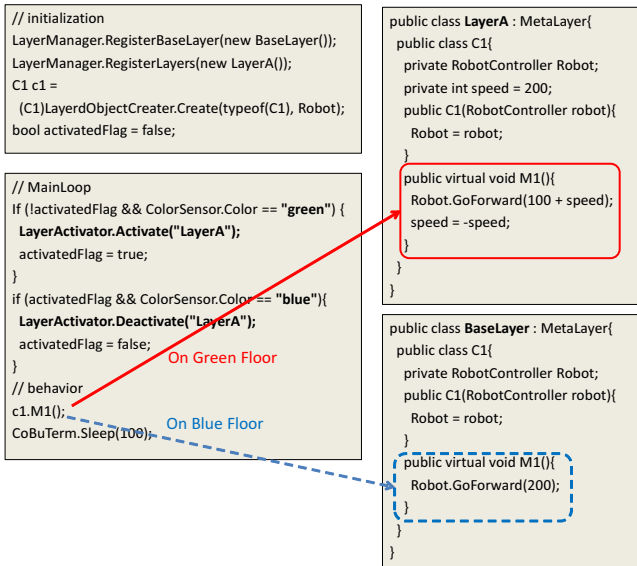 // initialization
LayerManager.RegisterBaseLayer(new BaseLayer());
LayerManager.RegisterLayers(new LayerA());
C1 c1 =
(C1)LayerdObjectCreater.Create(typeof(C1), Robot);
bool activatedFlag = false;
// MainLoop
If (!activatedFlag && ColorSensor.Color == "green") {
LayerActivator.Activate("LayerA");
activatedFlag = true;
}
if (activatedFlag && ColorSensor.Color == "blue"){
LayerActivator.Deactivate("LayerA");
activatedFlag = false;
}
// behavior
c1.M1();
CoBuTerm.Sleep(100);
On Green Floor
On Blue Floor
public class LayerA : MetaLayer{
public class C1{
private RobotController Robot;
private int speed = 200;
public C1(RobotController robot){
Robot = robot;
}
public virtual void M1(){
Robot.GoForward(100 + speed);
speed = -speed;
}
}
}
public class BaseLayer : MetaLayer{
public class C1{
private RobotController Robot;
public C1(RobotController robot){
Robot = robot;
}
public virtual void M1(){
Robot.GoForward(200);
}
}
}